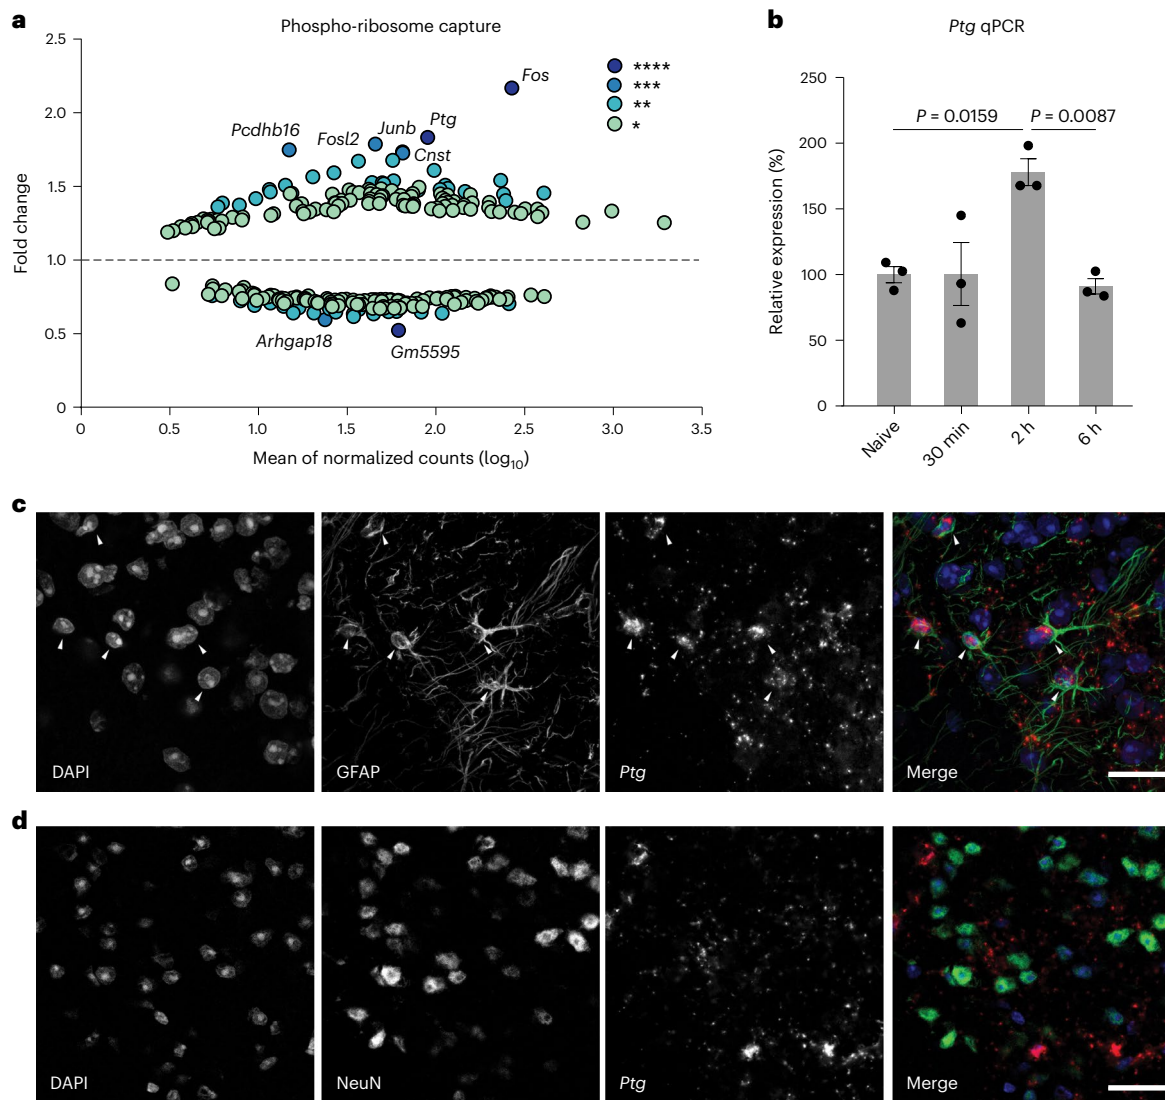 a
Phospho-ribosome capture
Fold change
2.5
2.0
1.5
1.0
0.5
0
****
***
**
*
Fos
Ptg
Junb
Fosl2
Pcdhb16
Cnst
Arhgap18
Gm5595
0 0.5 1.0 1.5 2.0 2.5 3.0 3.5
Mean of normalized counts (log10)
b
Ptg qPCR
Relative expression (%)
250
200
150
100
50
0
P = 0.0159 P = 0.0087
Naive 30 min 2 h 6 h
c
DAPI GFAP Ptg Merge
d
DAPI NeuN Ptg Merge